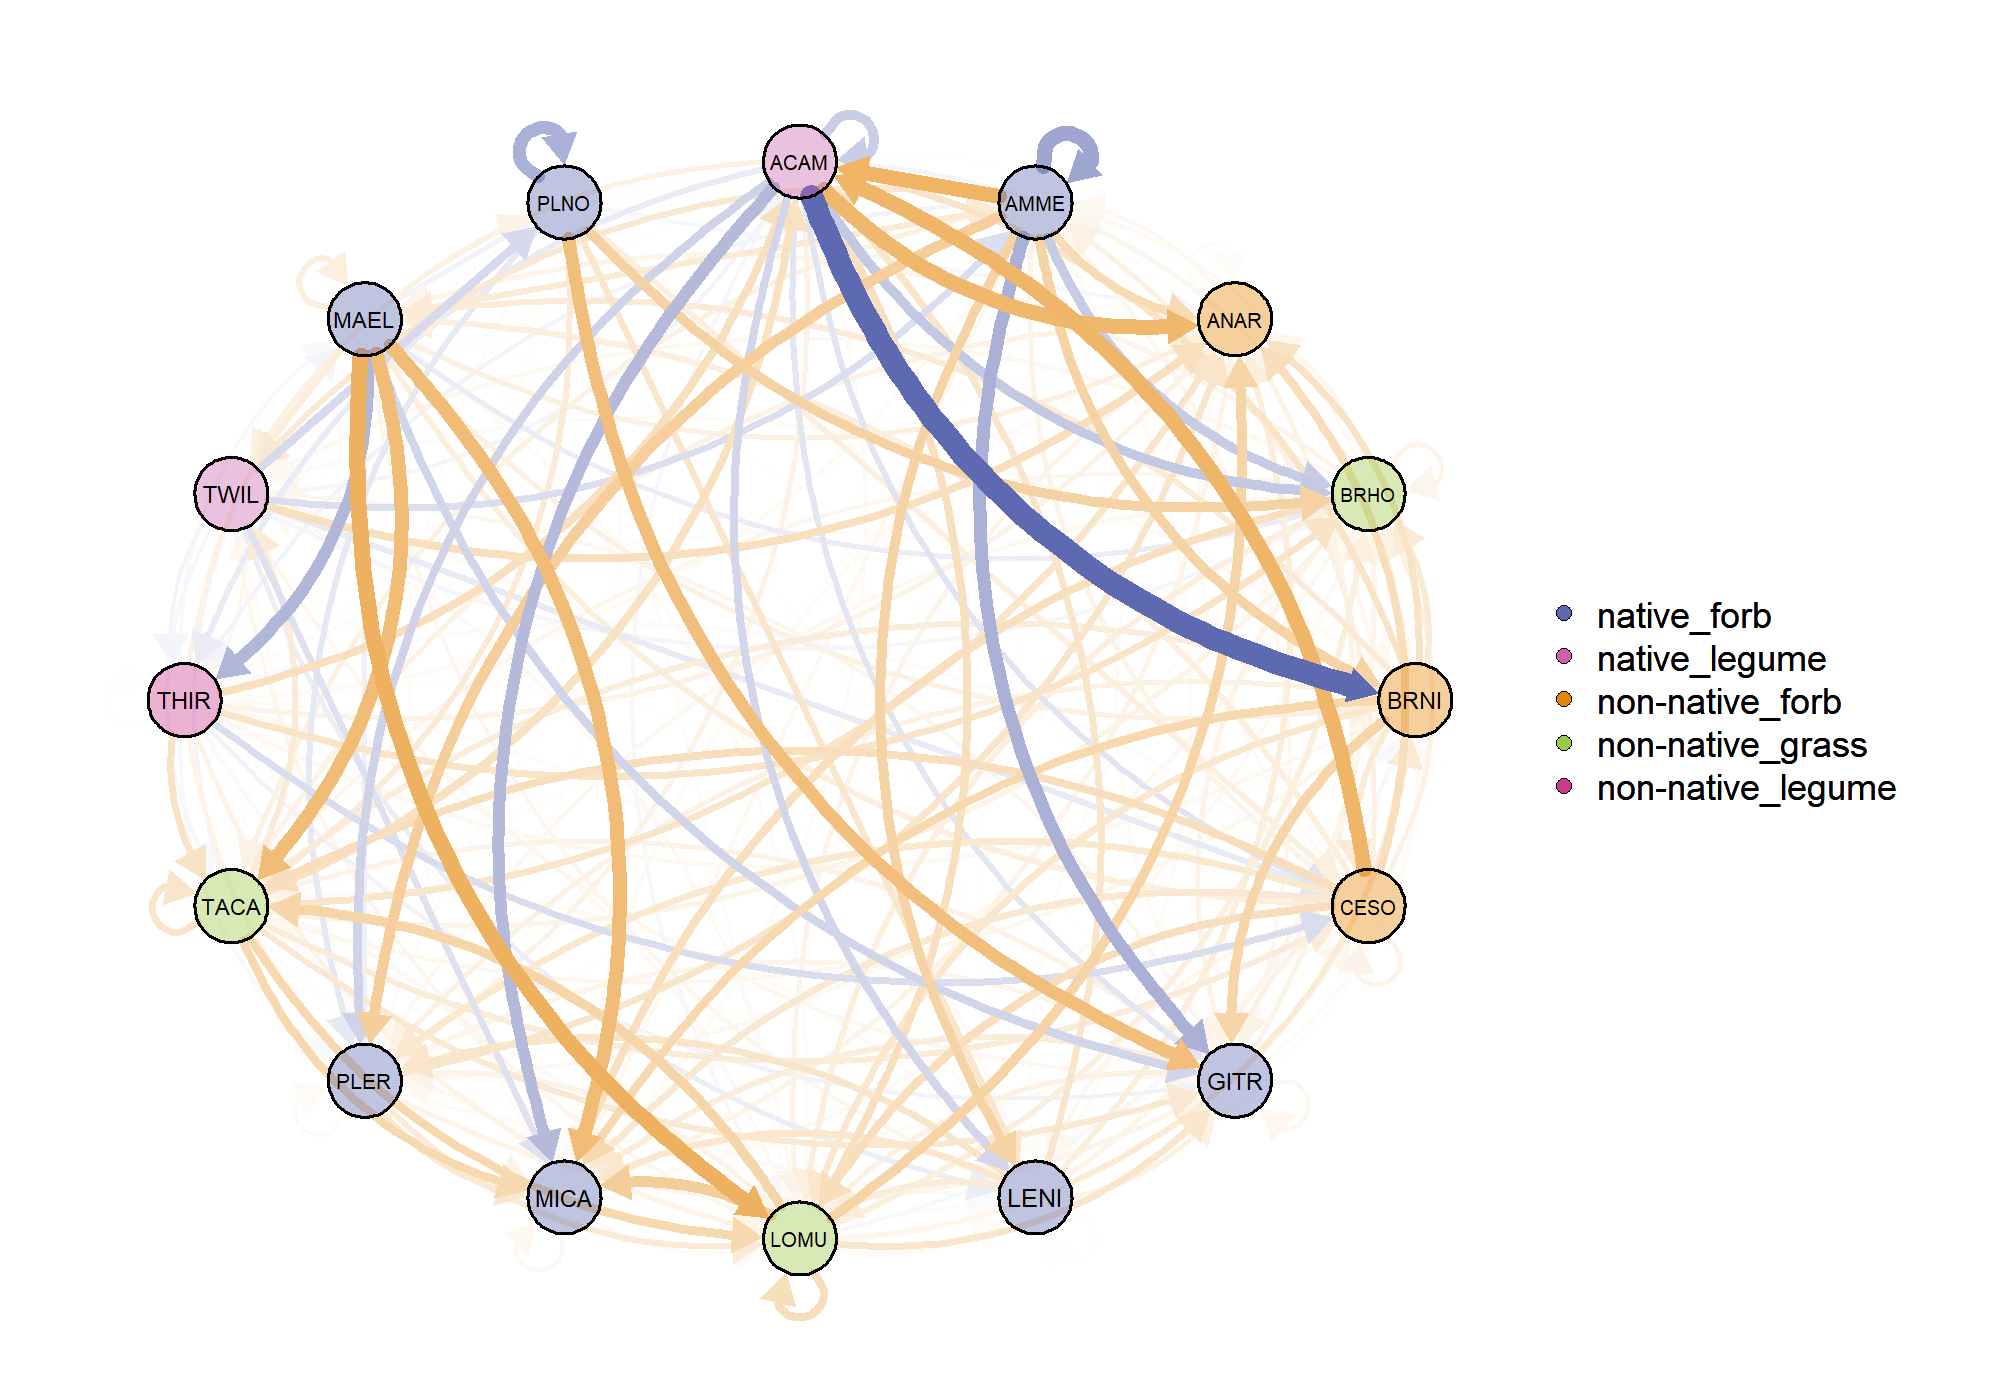 ACAM
PLNO
AMME
MAEL
ANAR
TWIL
BRHO
THIR
BRNI
TACA
CESO
PLER
GITR
MICA
LENI
LOMU
native_forb
native_legume
non-native_forb
non-native_grass
non-native_legume